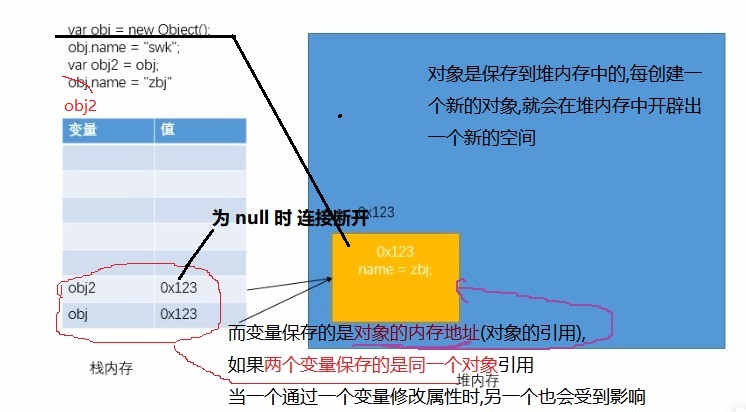 var obj = new Object();
obj.name = "swk";
var obj2 = obj;
obj.name = "zbj"
obj2
变量 值
对象是保存到堆内存中的,每创建一
个新的对象,就会在堆内存中开辟出
一个新的空间
为 null 时 连接断开
0x123
0x123
name = zbj;
obj2 0x123
obj 0x123
而变量保存的是对象的内存地址(对象的引用),
如果两个变量保存的是同一个对象引用
当一个通过一个变量修改属性时,另一个也会受到影响
栈内存
堆内存